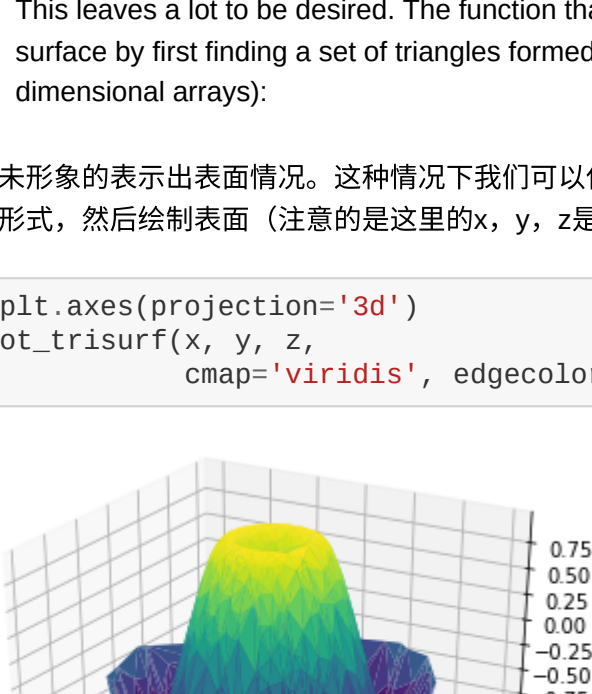 This leaves a lot to be desired. The function
surface by first finding a set of triangles formed
dimensional arrays):
未形象的表示出表面情况。这种情况下我们可以
形式，然后绘制表面（注意的是这里的x，y，z是
plt.axes(projection='3d')
ot_trisurf(x, y, z,
cmap='viridis', edgecolor
0.75
0.50
0.25
0.00
−0.25
−0.50